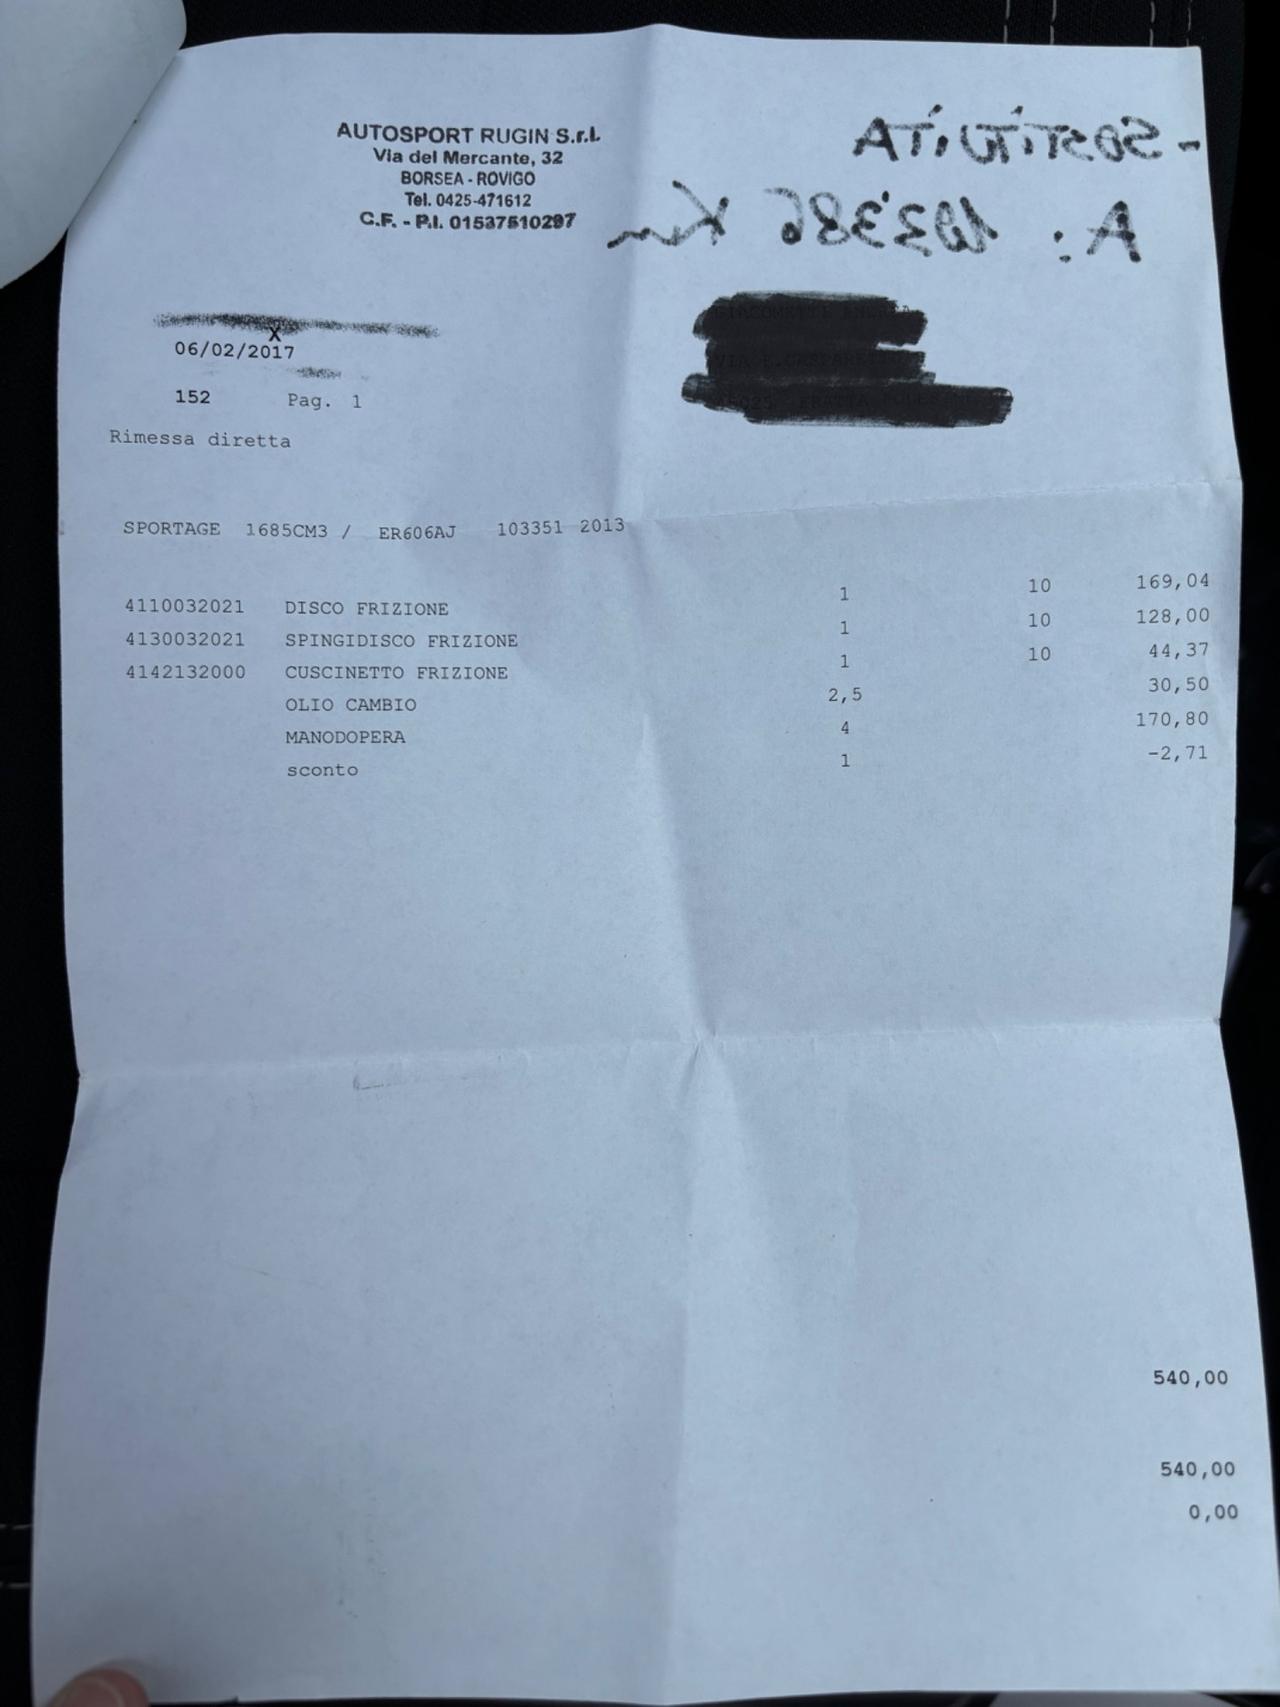 AUTOSPORT RUGIN S.r.l.
Via del Mercante, 32
BORSEA - ROVIGO
Tel. 0425-471612
C.F. - P.I. 01537510297
- SOSTITUITA
A: Km
X
06/02/2017
152 Pag. 1
Rimessa diretta
SPORTAGE 1685CM3 / ER606AJ 103351 2013
4110032021 DISCO FRIZIONE 1 10 169,04
4130032021 SPINGIDISCO FRIZIONE 1 10 128,00
4142132000 CUSCINETTO FRIZIONE 1 10 44,37
OLIO CAMBIO 2,5 30,50
MANODOPERA 4 170,80
sconto 1 -2,71
540,00
540,00
0,00